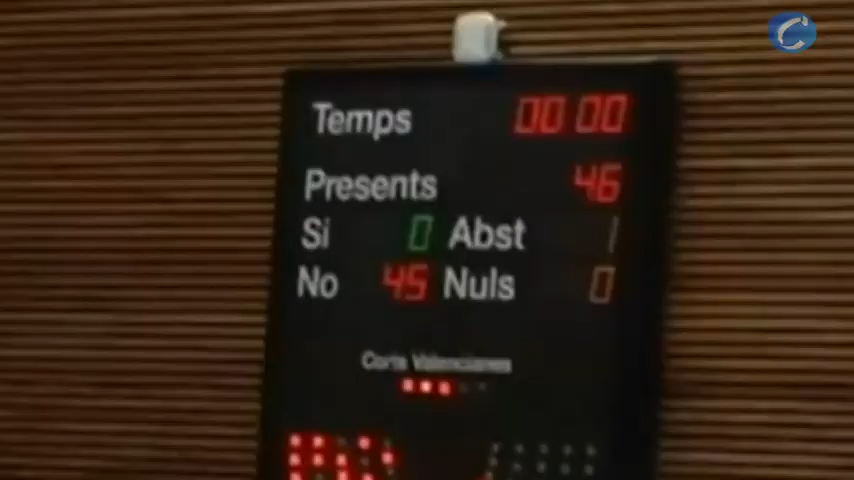 Temps 00 00
Presents 46
Si 0 Abst 1
No 45 Nuls 0
Corts Valencianes